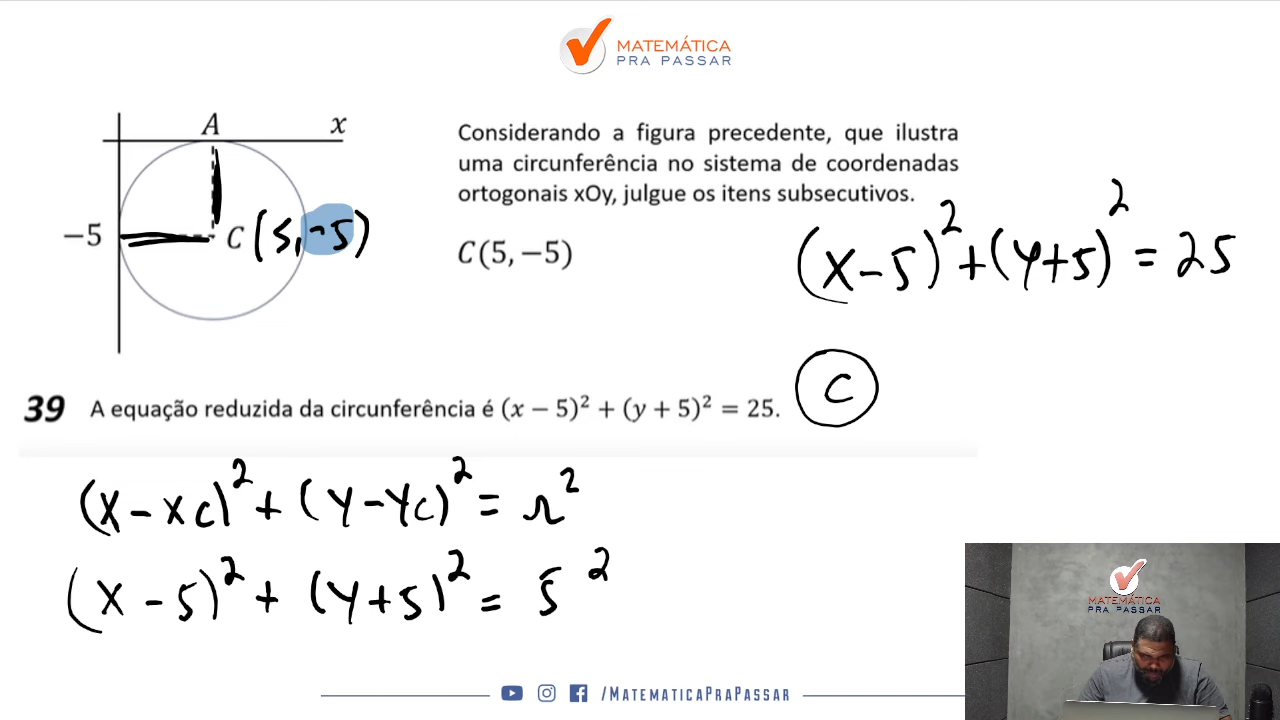 MATEMÁTICA
PRA PASSAR
A
x
Considerando a figura precedente, que ilustra
uma circunferência no sistema de coordenadas
ortogonais xOy, julgue os itens subsecutivos.
−5
C (5, −5)
C(5, −5)
(x − 5)² + (y + 5)² = 25
39 A equação reduzida da circunferência é (x − 5)² + (y + 5)² = 25.
C
(x − xc)² + (y − yc)² = r²
(x − 5)² + (y + 5)² = 5²
MATEMÁTICA
PRA PASSAR
/MatematicaPraPassar